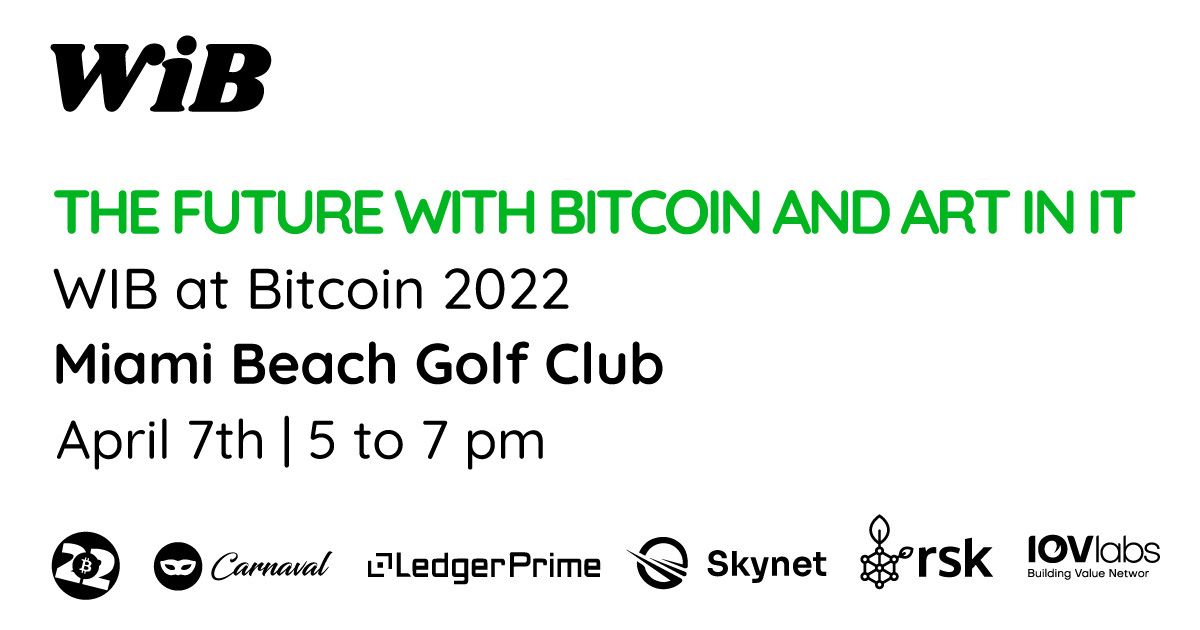 WiB
THE FUTURE WITH BITCOIN AND ART IN IT
WIB at Bitcoin 2022
Miami Beach Golf Club
April 7th | 5 to 7 pm
22 Carnaval LedgerPrime Skynet rsk IOVlabs
Building Value Networ